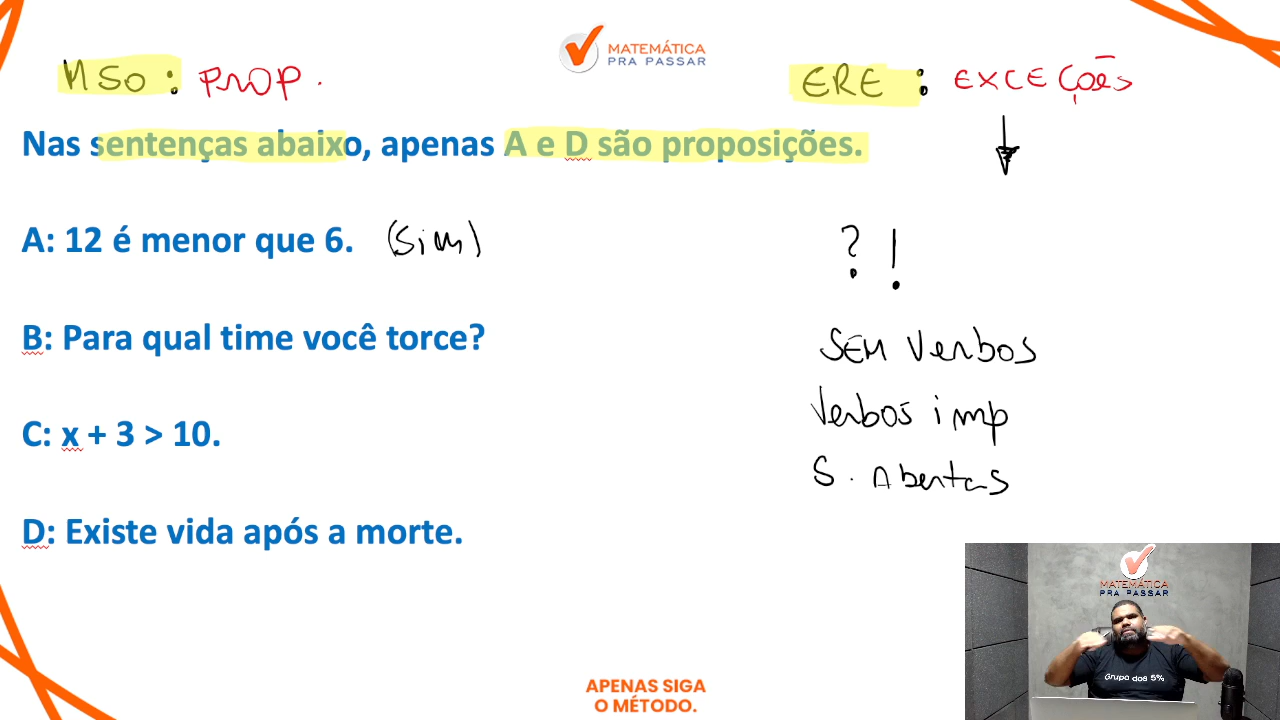 MATEMÁTICA
PRA PASSAR
MSO: PROP.
ERE: EXCEÇÕES
Nas sentenças abaixo, apenas A e D são proposições.
A: 12 é menor que 6. (Sim)
? !
B: Para qual time você torce?
SEM Verbos
Verbos imp
C: x + 3 > 10.
S. Abertas
D: Existe vida após a morte.
MATEMÁTICA
PRA PASSAR
Grupo dos 5%
APENAS SIGA
O MÉTODO.